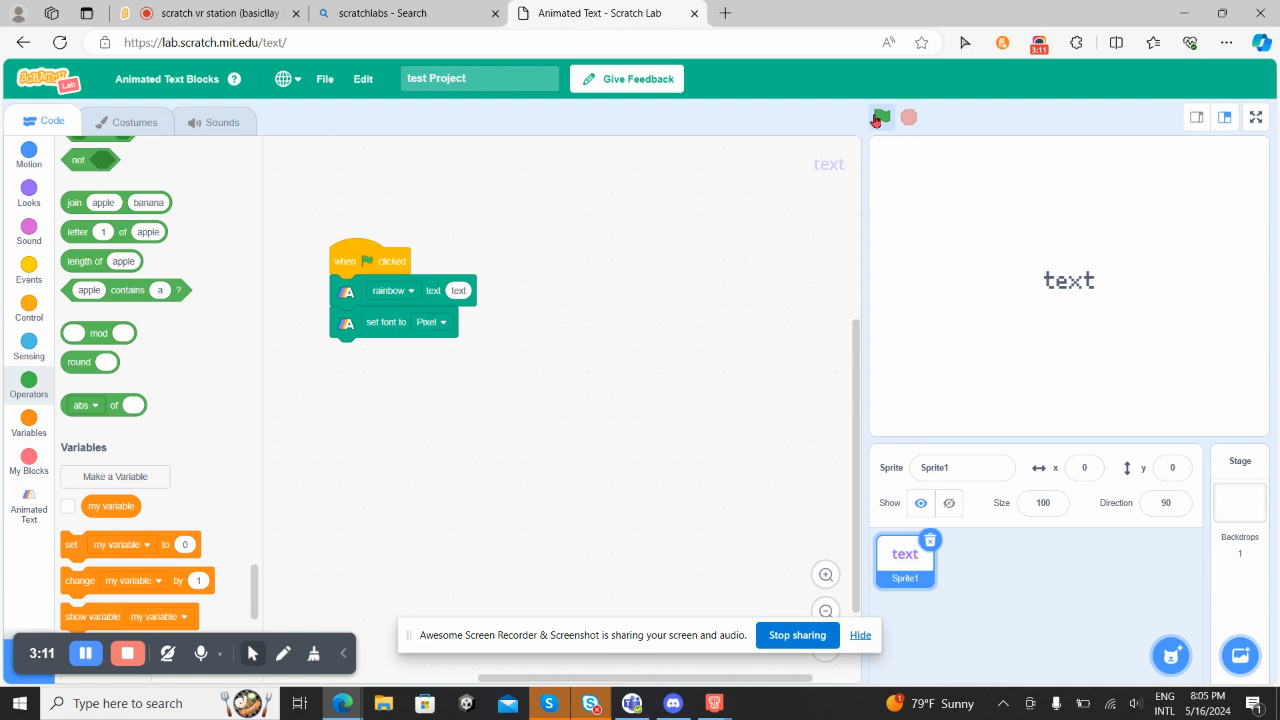 scratch vr station (basicllay a s
scratchlabs - Search
Animated Text - Scratch Lab
https://lab.scratch.mit.edu/text/
3:11
SCRATCH Lab
Animated Text Blocks ?
File
Edit
test Project
Give Feedback
Code
Costumes
Sounds
Motion
Looks
Sound
Events
Control
Sensing
Operators
Variables
My Blocks
Animated Text
not
join apple banana
letter 1 of apple
length of apple
apple contains a ?
mod
round
abs of
Variables
Make a Variable
my variable
set my variable to 0
change my variable by 1
show variable my variable
text
when clicked
rainbow text text
set font to Pixel
text
Sprite Sprite1 x 0 y 0
Show Size 100 Direction 90
text
Sprite1
Stage
Backdrops
1
Awesome Screen Recorder & Screenshot is sharing your screen and audio.
Stop sharing
Hide
3:11
Type here to search
79°F Sunny
ENG
INTL
8:05 PM
5/16/2024